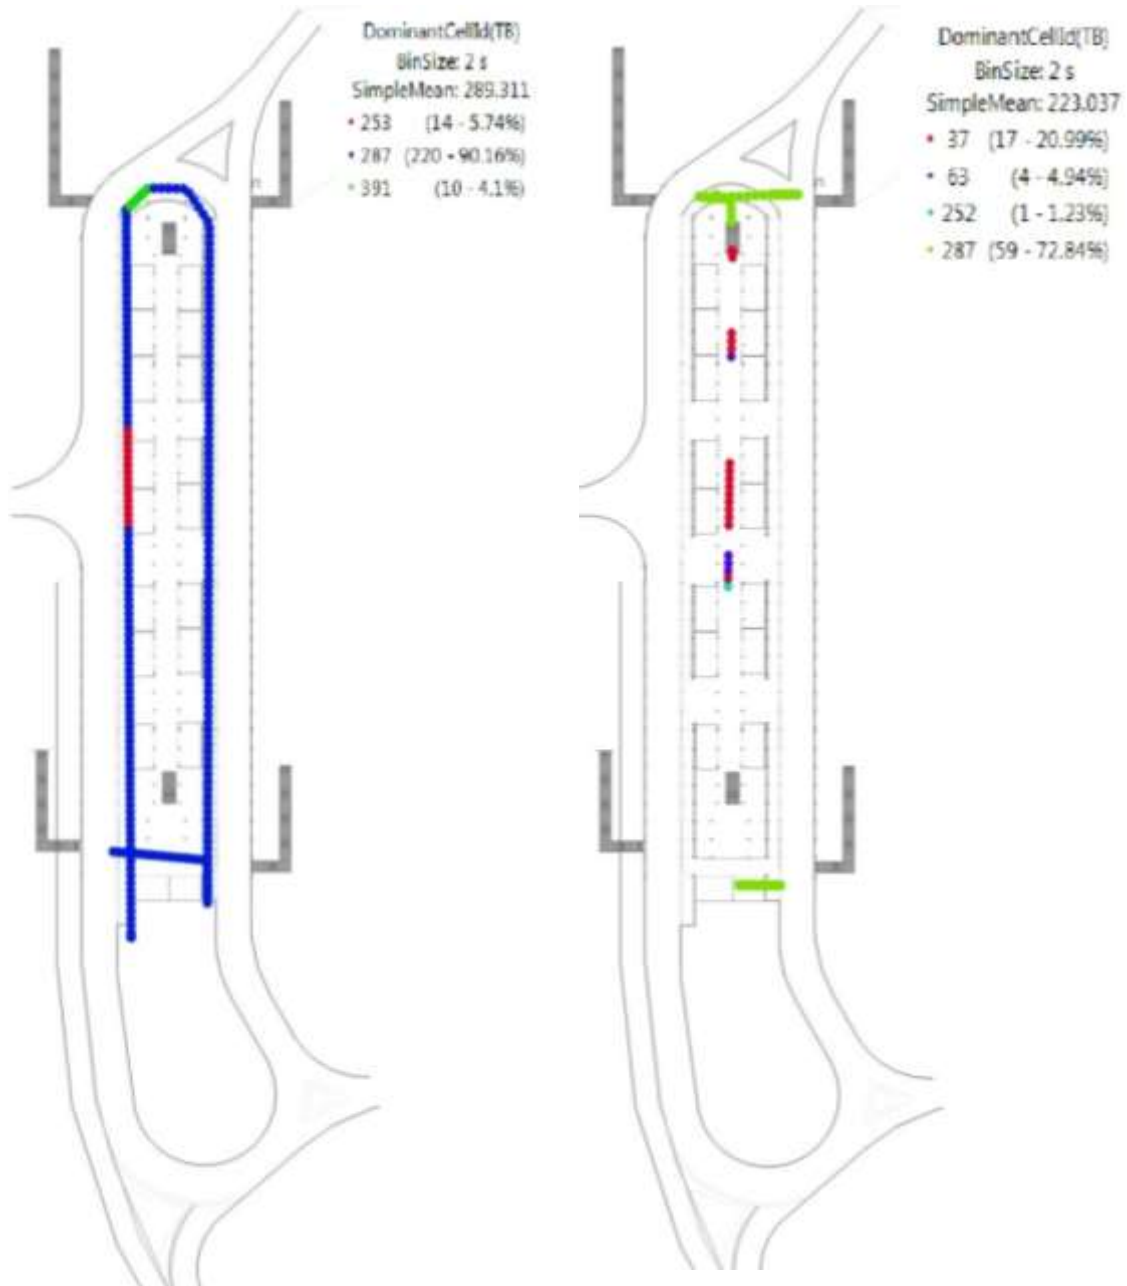 DominantCellId(TB)
BinSize: 2 s
SimpleMean: 289.311
253 (14 - 5.74%)
287 (220 - 90.16%)
391 (10 - 4.1%)
DominantCellId(TB)
BinSize: 2 s
SimpleMean: 223.037
37 (17 - 20.99%)
63 (4 - 4.94%)
252 (1 - 1.23%)
287 (59 - 72.84%)